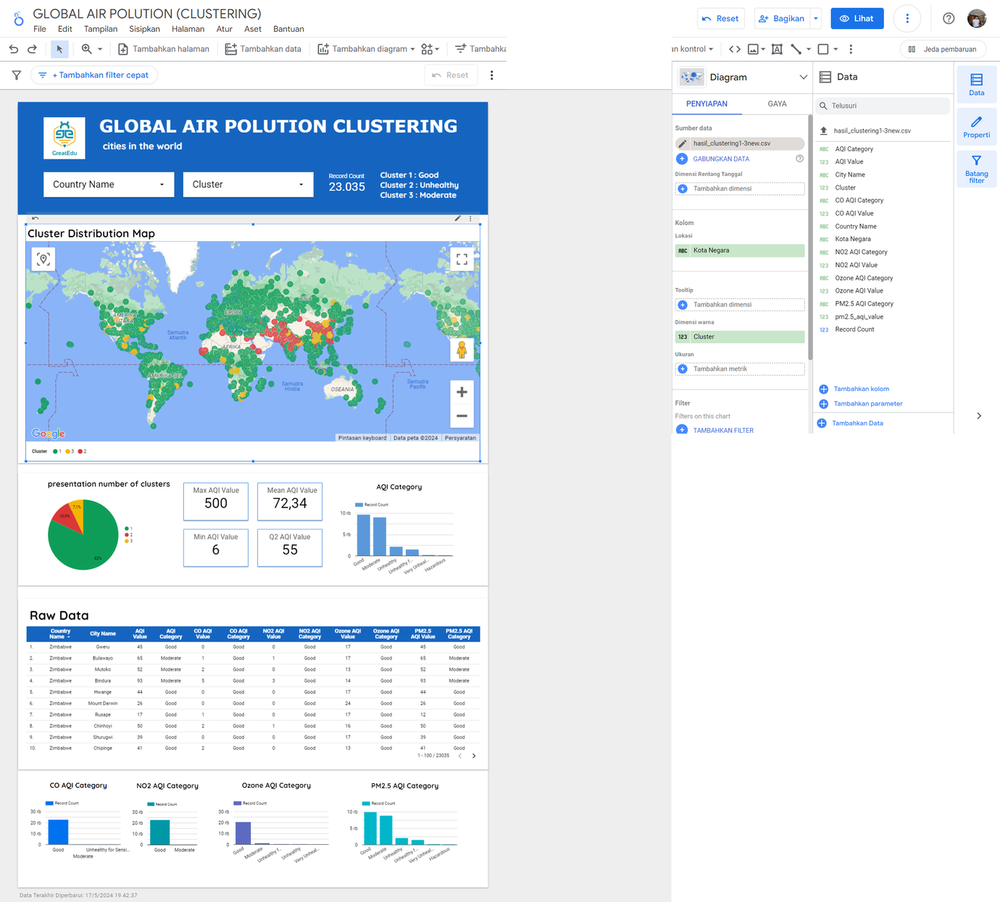 GLOBAL AIR POLUTION (CLUSTERING)
File Edit Tampilan Sisipkan Halaman Atur Aset Bantuan
Reset Bagikan Lihat
Tambahkan halaman Tambahkan data Tambahkan diagram Tambahka
an kontrol Jeda pembaruan
+ Tambahkan filter cepat Reset
GLOBAL AIR POLUTION CLUSTERING
cities in the world
GreatEdu
Country Name
Cluster
Record Count
23.035
Cluster 1 : Good
Cluster 2 : Unhealthy
Cluster 3 : Moderate
Cluster Distribution Map
AMERIKA UTARA
Samudra Atlantik
EROPA
ASIA
AFRIKA
AMERIKA SEL
Samudra Hindia
OSEANIA
Samudra Pasifik
Google
Pintasan keyboard Data peta ©2024 Persyaratan
Cluster 1 3 2
presentation number of clusters
7,1%
10,9%
82%
1
2
3
Max AQI Value
500
Mean AQI Value
72,34
Min AQI Value
6
Q2 AQI Value
55
AQI Category
Record Count
10 rb
5 rb
0
Good Moderate Unhealthy Unhealthy f... Very Unheal... Hazardous
Raw Data
Country Name City Name AQI Value AQI Category CO AQI Value CO AQI Category NO2 AQI Value NO2 AQI Category Ozone AQI Value Ozone AQI Category PM2.5 AQI Value PM2.5 AQI Category
1. Zimbabwe Gweru 45 Good 0 Good 0 Good 17 Good 45 Good
2. Zimbabwe Bulawayo 65 Moderate 1 Good 1 Good 17 Good 65 Moderate
3. Zimbabwe Mutoko 52 Moderate 2 Good 0 Good 13 Good 52 Moderate
4. Zimbabwe Bindura 93 Moderate 5 Good 3 Good 14 Good 93 Moderate
5. Zimbabwe Hwange 44 Good 0 Good 0 Good 17 Good 44 Good
6. Zimbabwe Mount Darwin 26 Good 0 Good 0 Good 24 Good 26 Good
7. Zimbabwe Rusape 17 Good 1 Good 0 Good 17 Good 12 Good
8. Zimbabwe Chinhoyi 50 Good 2 Good 1 Good 16 Good 50 Good
9. Zimbabwe Shurugwi 39 Good 0 Good 0 Good 17 Good 39 Good
10. Zimbabwe Chipinge 41 Good 2 Good 0 Good 13 Good 41 Good
1 - 100 / 23035
CO AQI Category
Record Count
30 rb
20 rb
10 rb
0
Good Moderate Unhealthy for Sensi...
NO2 AQI Category
Record Count
30 rb
20 rb
10 rb
0
Good Moderate
Ozone AQI Category
Record Count
30 rb
20 rb
10 rb
0
Good Moderate Unhealthy f... Unhealthy Very Unheal...
PM2.5 AQI Category
Record Count
10 rb
5 rb
0
Good Moderate Unhealthy Unhealthy f... Very Unheal... Hazardous
Data Terakhir Diperbarui: 17/5/2024 19.42.37
Diagram
PENYIAPAN GAYA
Sumber data
hasil_clustering1-3new.csv
GABUNGKAN DATA
Dimensi Rentang Tanggal
Tambahkan dimensi
Kolom
Lokasi
ABC Kota Negara
Tooltip
Tambahkan dimensi
Dimensi warna
123 Cluster
Ukuran
Tambahkan metrik
Filter
Filters on this chart
TAMBAHKAN FILTER
Data
Telusuri
hasil_clustering1-3new.csv
ABC AQI Category
123 AQI Value
ABC City Name
123 Cluster
ABC CO AQI Category
123 CO AQI Value
ABC Country Name
ABC Kota Negara
ABC NO2 AQI Category
123 NO2 AQI Value
ABC Ozone AQI Category
123 Ozone AQI Value
ABC PM2.5 AQI Category
123 pm2.5_aqi_value
123 Record Count
Tambahkan kolom
Tambahkan parameter
Tambahkan Data
Data
Properti
Batang filter